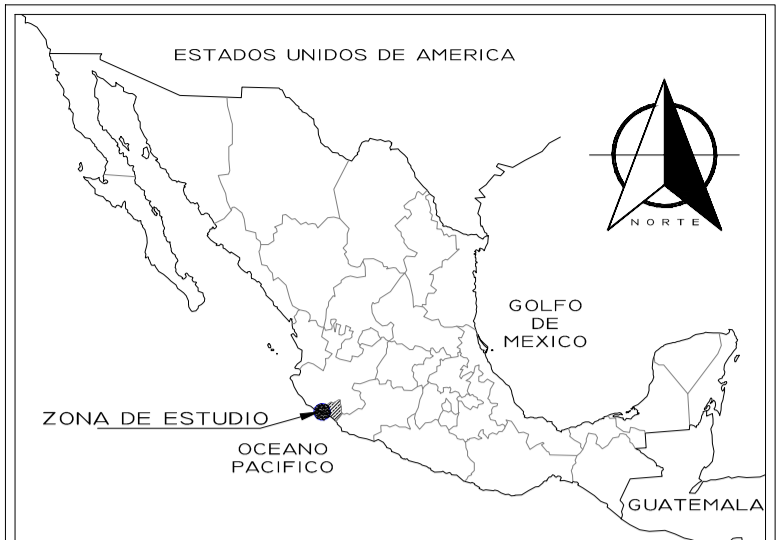 ESTADOS UNIDOS DE AMERICA
NORTE
GOLFO
DE
MEXICO
ZONA DE ESTUDIO
OCEANO
PACIFICO
GUATEMALA